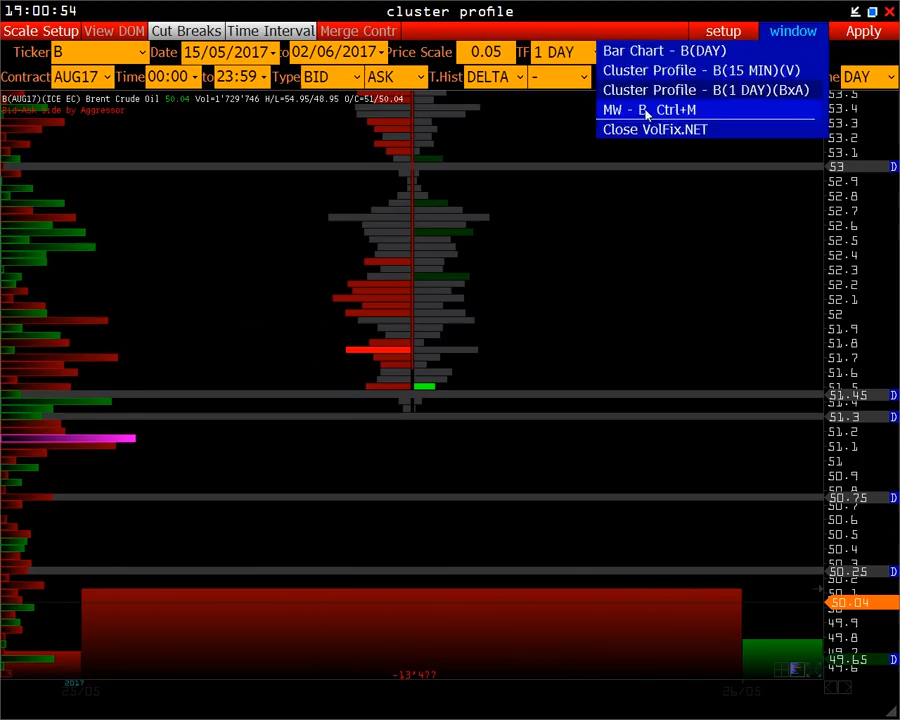 19:00:54 cluster profile
Scale Setup View DOM Cut Breaks Time Interval Merge Contr setup window Apply
Ticker B Date 15/05/2017 to 02/06/2017 Price Scale 0.05 TF 1 DAY
Contract AUG17 Time 00:00 to 23:59 Type BID ASK T.Hist DELTA - DAY
Bar Chart - B(DAY)
Cluster Profile - B(15 MIN)(V)
Cluster Profile - B(1 DAY)(BxA)
MW - B Ctrl+M
Close VolFix.NET
B(AUG17)(ICE EC) Brent Crude Oil 50.04 Vol=1'729'746 H/L=54.95/48.95 O/C=51/50.04
Bid-Ask Side by Aggressor
53.5
53.4
53.3
53.2
53.1
53 D
52.9
52.8
52.7
52.6
52.5
52.4
52.3
52.2
52.1
52
51.9
51.8
51.7
51.6
51.5
51.45 D
51.4
51.3 D
51.2
51.1
51
50.9
50.8
50.75 D
50.7
50.6
50.5
50.4
50.3
50.25 D
50.2
50.1
50.04
49.9
49.8
49.7
49.65 D
49.6
-13'477
2017
25/05 26/05